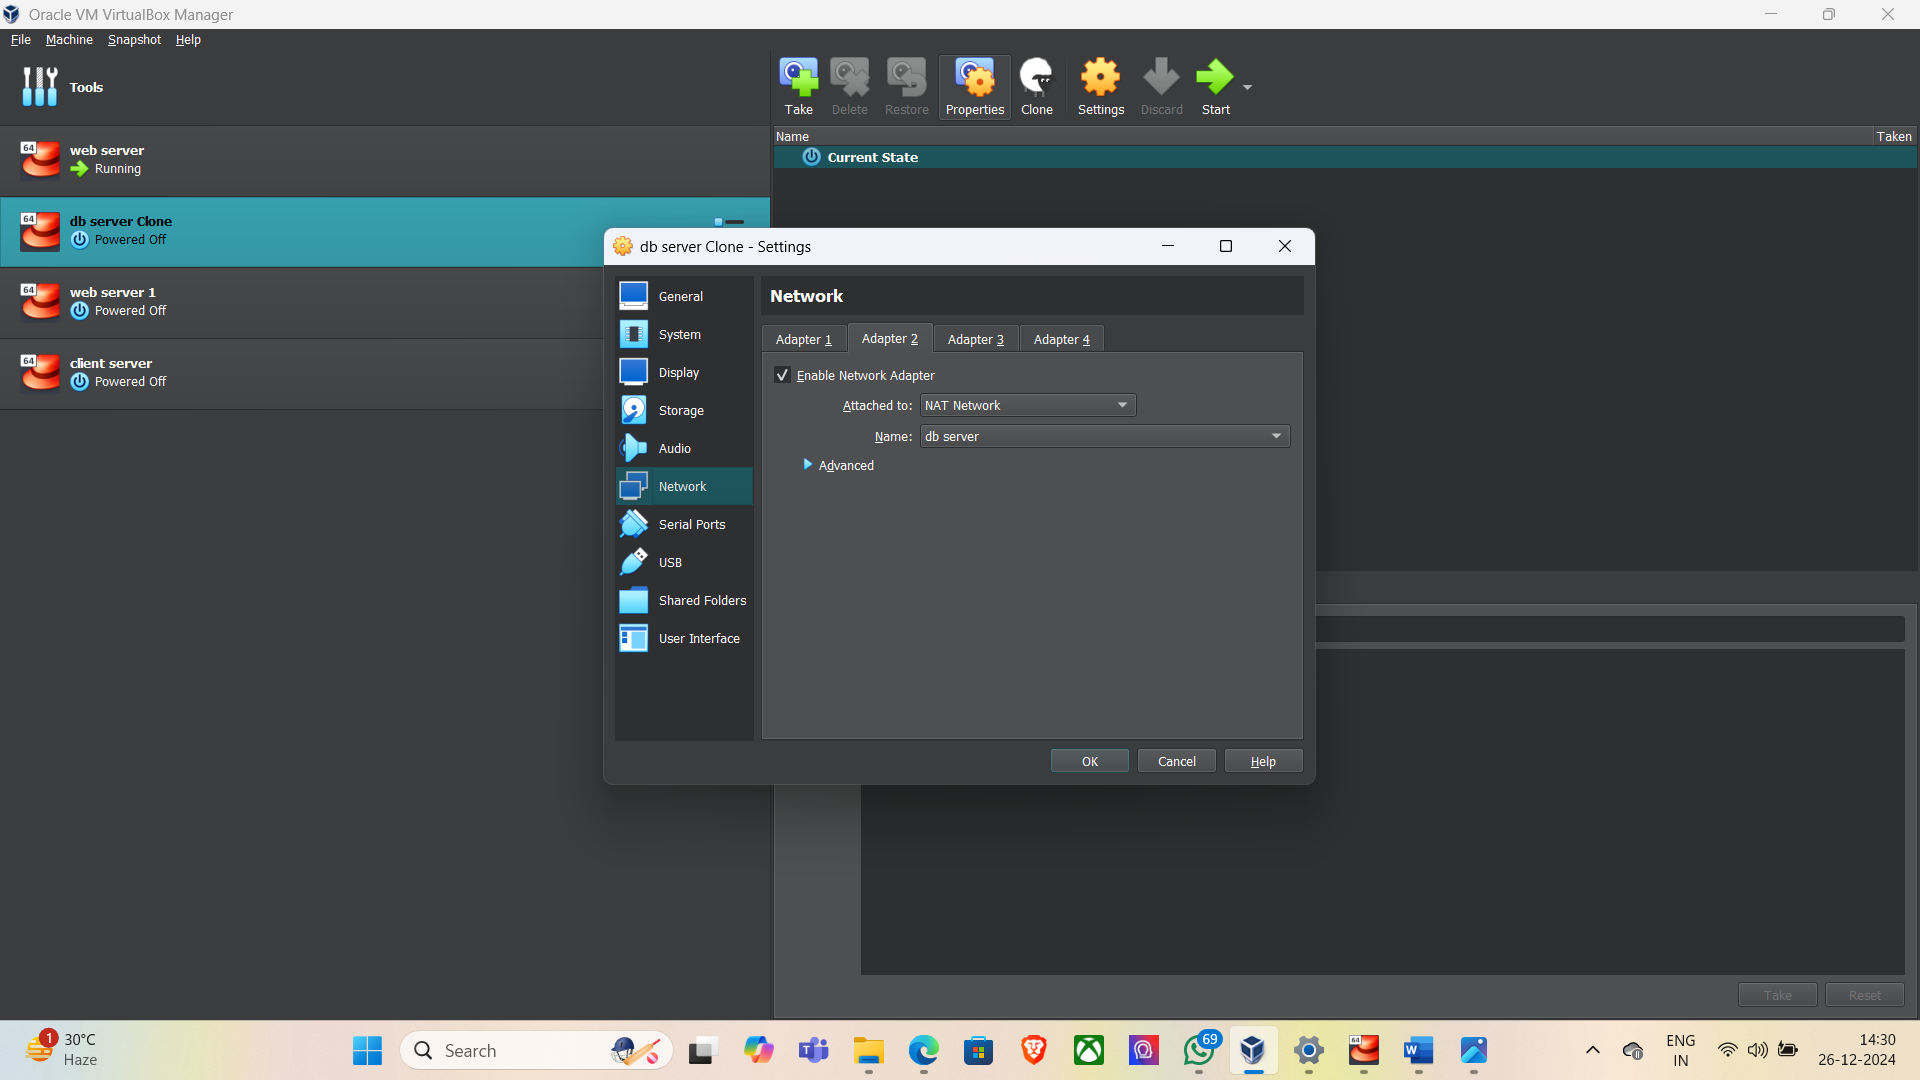 Oracle VM VirtualBox Manager
File Machine Snapshot Help
Tools
Take Delete Restore Properties Clone Settings Discard Start
Name Taken
Current State
64 web server
Running
64 db server Clone
Powered Off
64 web server 1
Powered Off
64 client server
Powered Off
db server Clone - Settings
General
System
Display
Storage
Audio
Network
Serial Ports
USB
Shared Folders
User Interface
Network
Adapter 1 Adapter 2 Adapter 3 Adapter 4
Enable Network Adapter
Attached to: NAT Network
Name: db server
Advanced
OK Cancel Help
Take Reset
1 30°C
Haze
Search
69
64
ENG
IN
14:30
26-12-2024